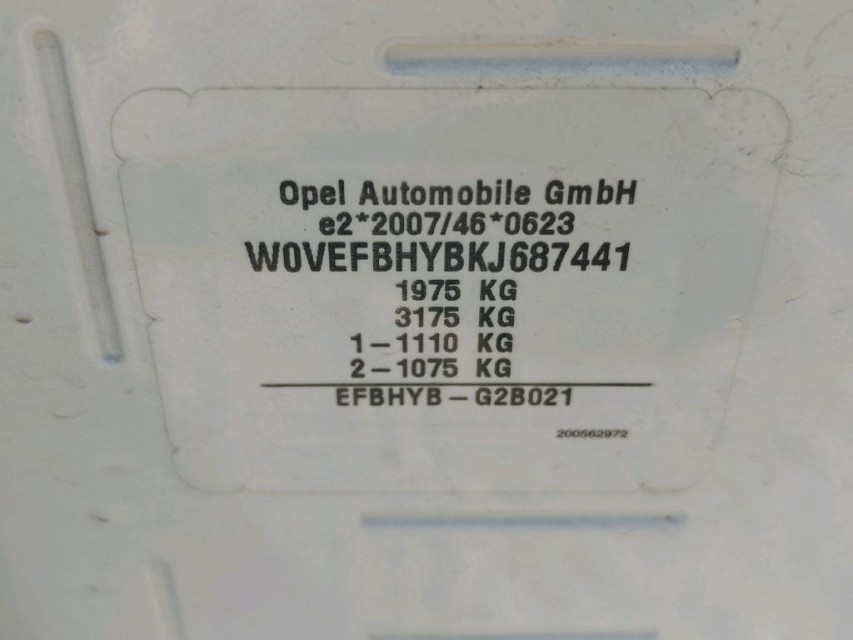 Opel Automobile GmbH
e2*2007/46*0623
W0VEFBHYBKJ687441
1975 KG
3175 KG
1-1110 KG
2-1075 KG
EFBHYB-G2B021
200562972